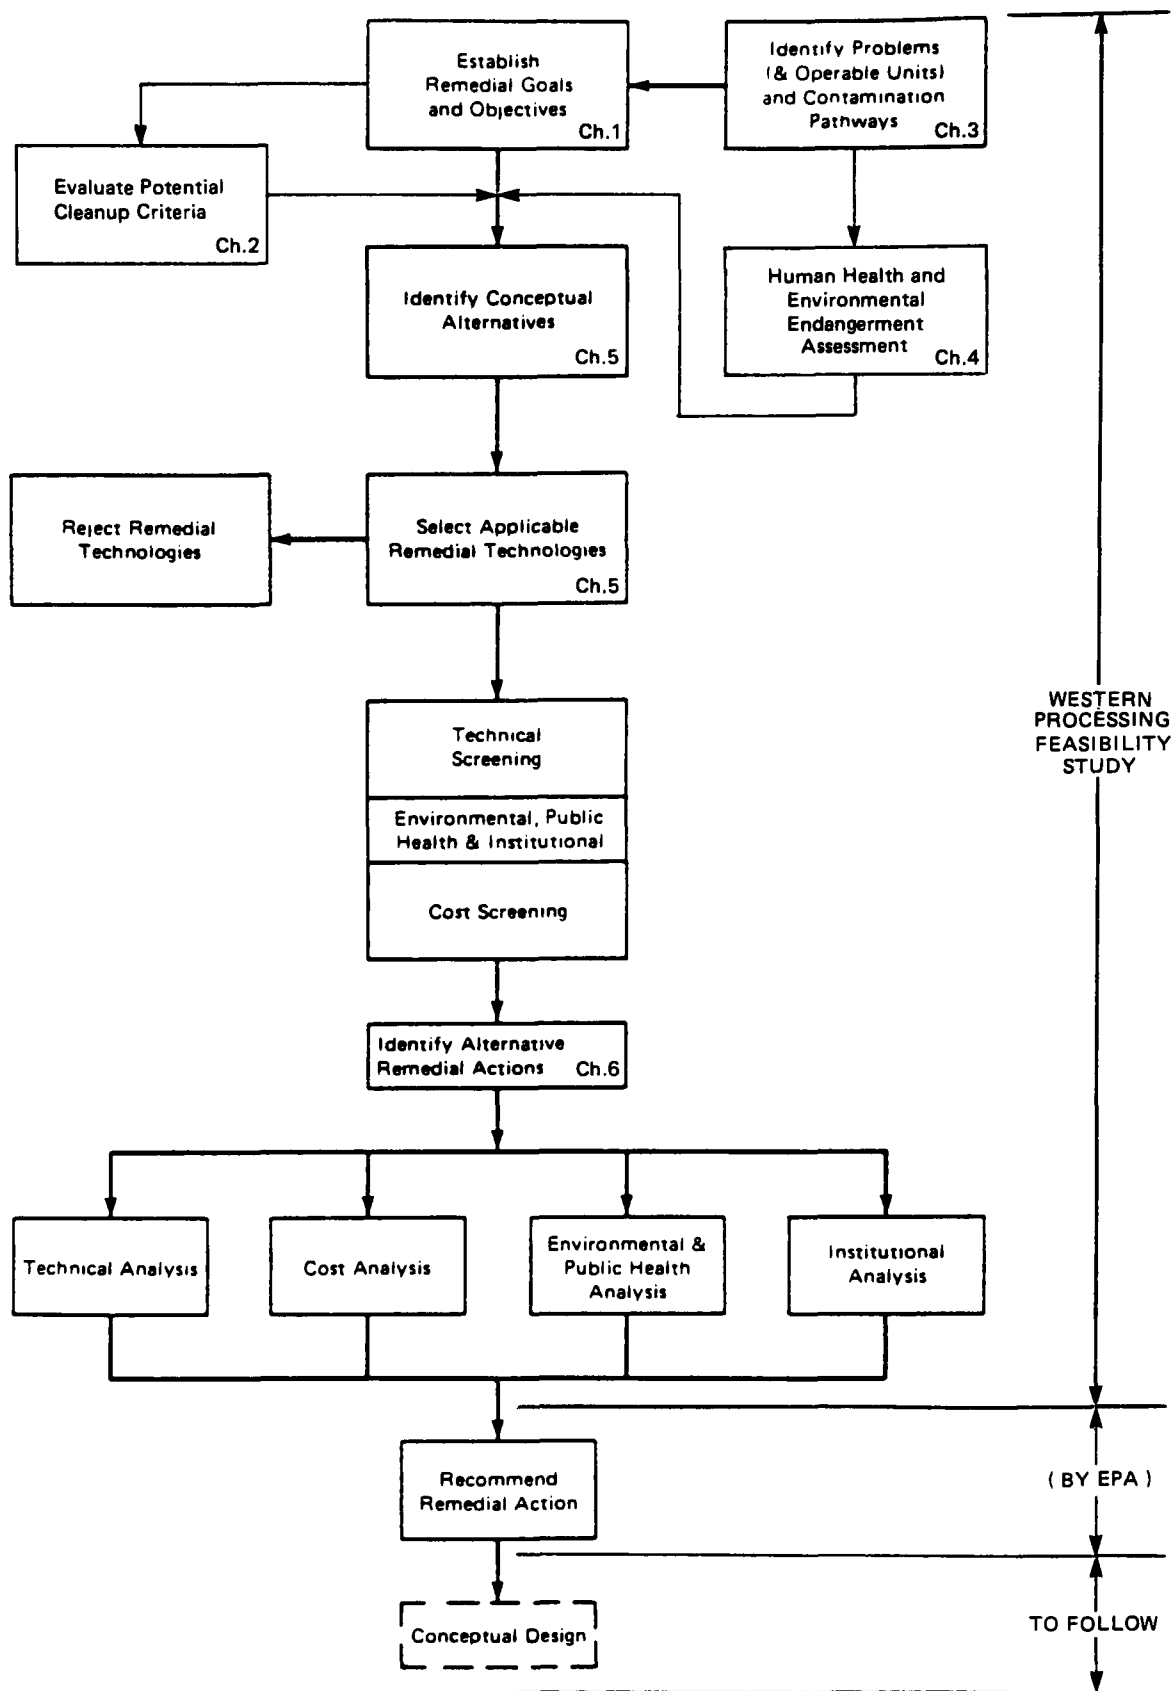 Establish
Remedial Goals
and Objectives
Ch.1
Identify Problems
(& Operable Units)
and Contamination
Pathways
Ch.3
Evaluate Potential
Cleanup Criteria
Ch.2
Identify Conceptual
Alternatives
Ch.5
Human Health and
Environmental
Endangerment
Assessment
Ch.4
Reject Remedial
Technologies
Select Applicable
Remedial Technologies
Ch.5
Technical
Screening
Environmental, Public
Health & Institutional
Cost Screening
Identify Alternative
Remedial Actions Ch.6
Technical Analysis
Cost Analysis
Environmental &
Public Health
Analysis
Institutional
Analysis
Recommend
Remedial Action
Conceptual Design
WESTERN
PROCESSING
FEASIBILITY
STUDY
( BY EPA )
TO FOLLOW